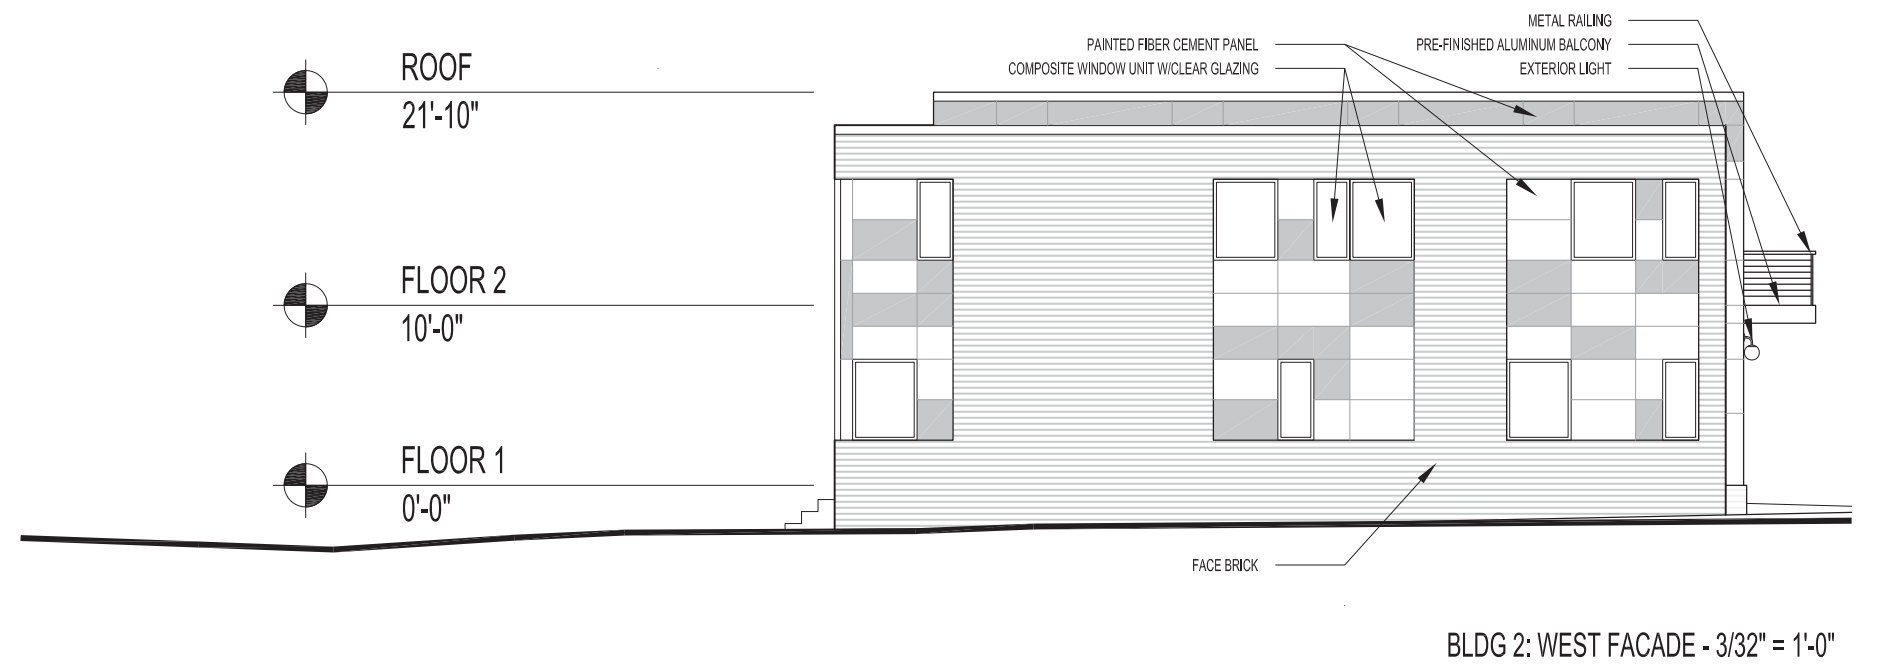 METAL RAILING
PAINTED FIBER CEMENT PANEL
PRE-FINISHED ALUMINUM BALCONY
COMPOSITE WINDOW UNIT W/CLEAR GLAZING
EXTERIOR LIGHT
ROOF
21'-10"
FLOOR 2
10'-0"
FLOOR 1
0'-0"
FACE BRICK
BLDG 2: WEST FACADE - 3/32" = 1'-0"